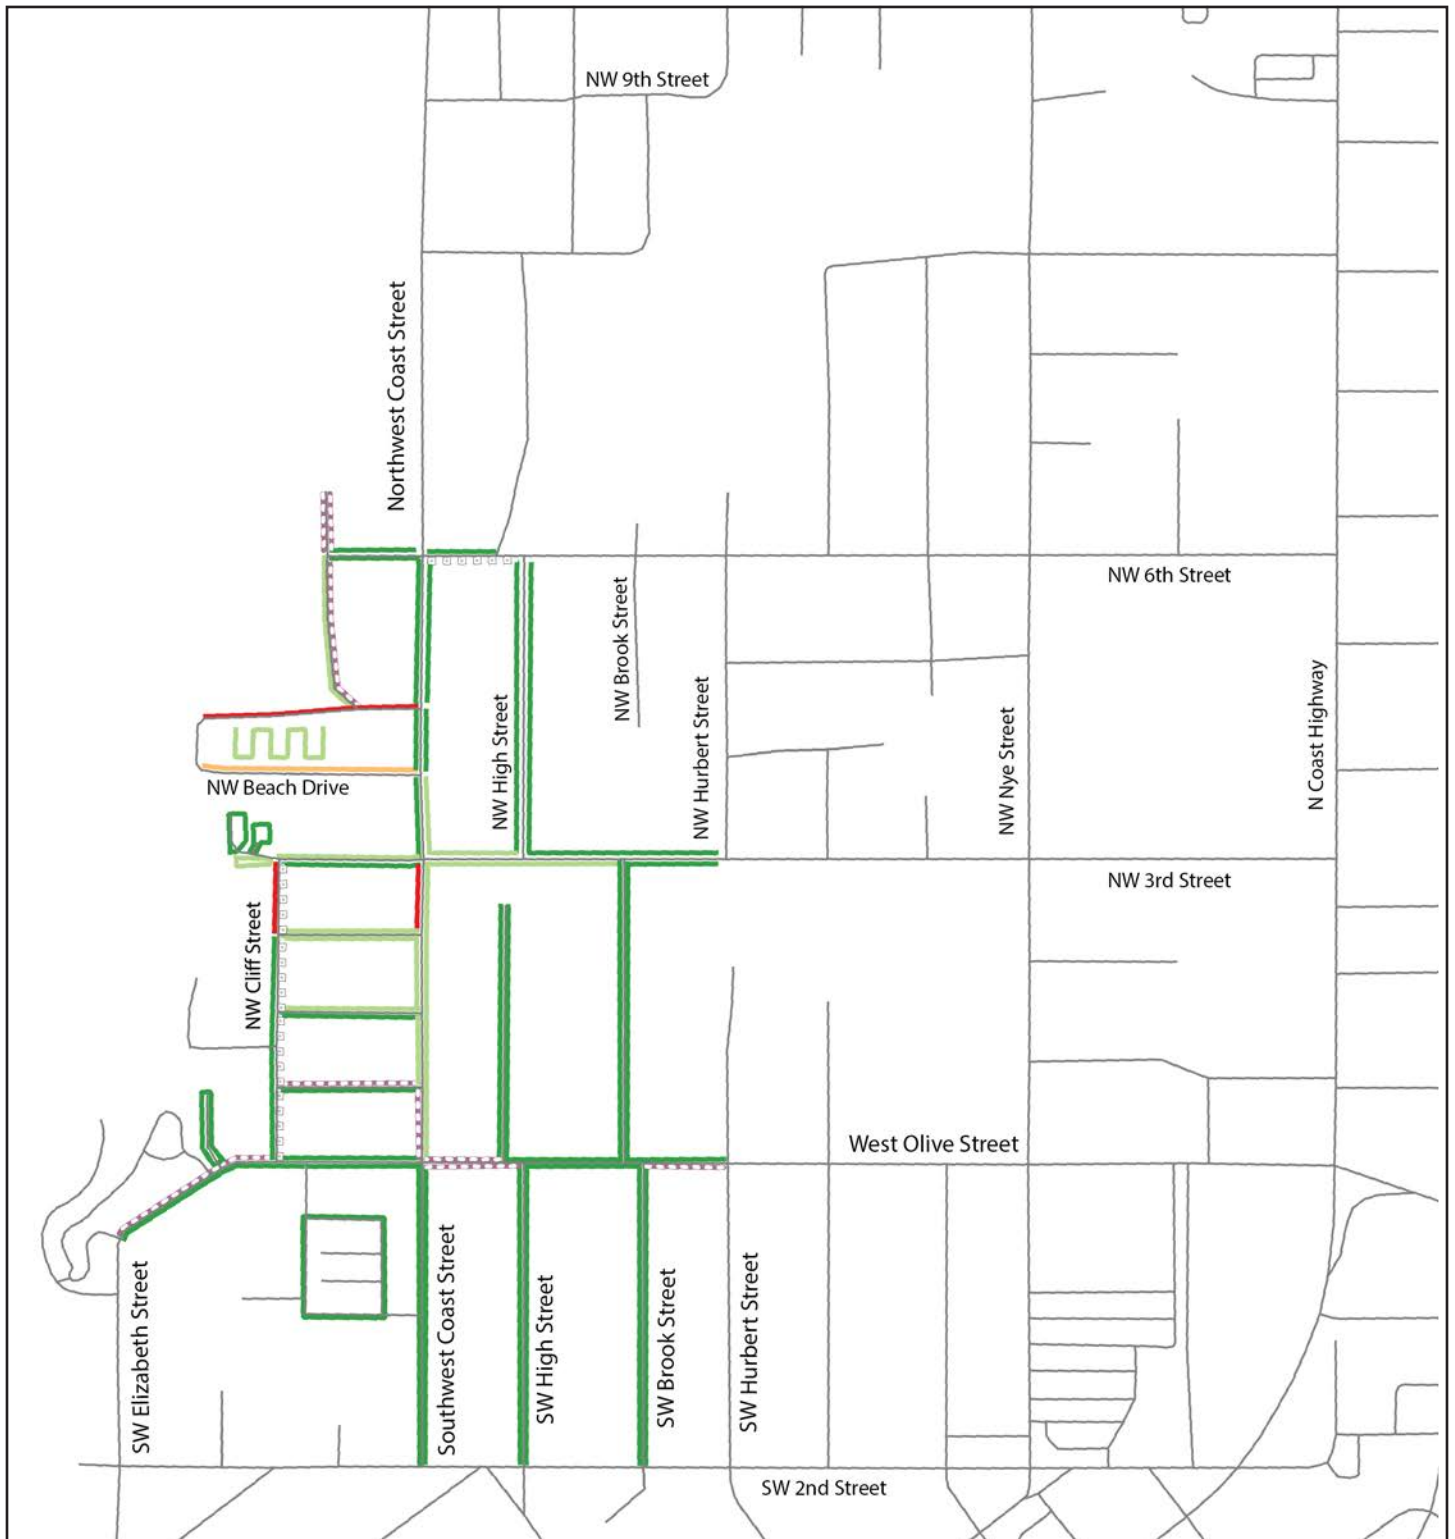 NW 9th Street
Northwest Coast Street
NW 6th Street
NW Brook Street
N Coast Highway
NW Hurbert Street
NW High Street
NW Nye Street
NW Beach Drive
NW 3rd Street
NW Cliff Street
West Olive Street
Southwest Coast Street
SW Elizabeth Street
SW High Street
SW Brook Street
SW Hurbert Street
SW 2nd Street